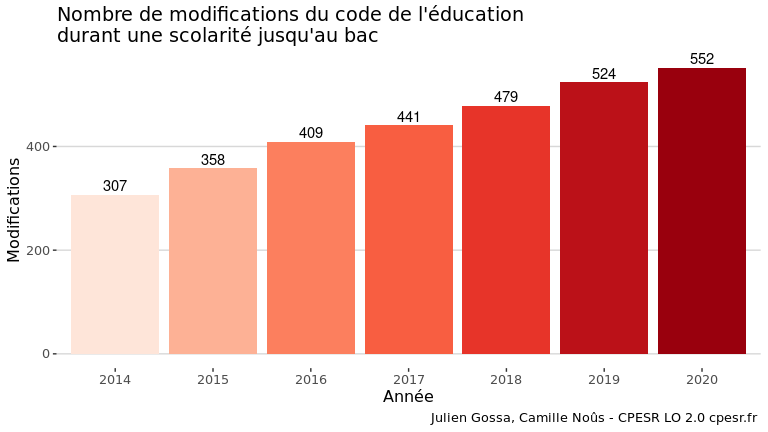 Nombre de modifications du code de l'éducation
durant une scolarité jusqu'au bac
552
524
479
441
409
358
307
400
200
0
Modifications
2014 2015 2016 2017 2018 2019 2020
Année
Julien Gossa, Camille Noûs - CPESR LO 2.0 cpesr.fr